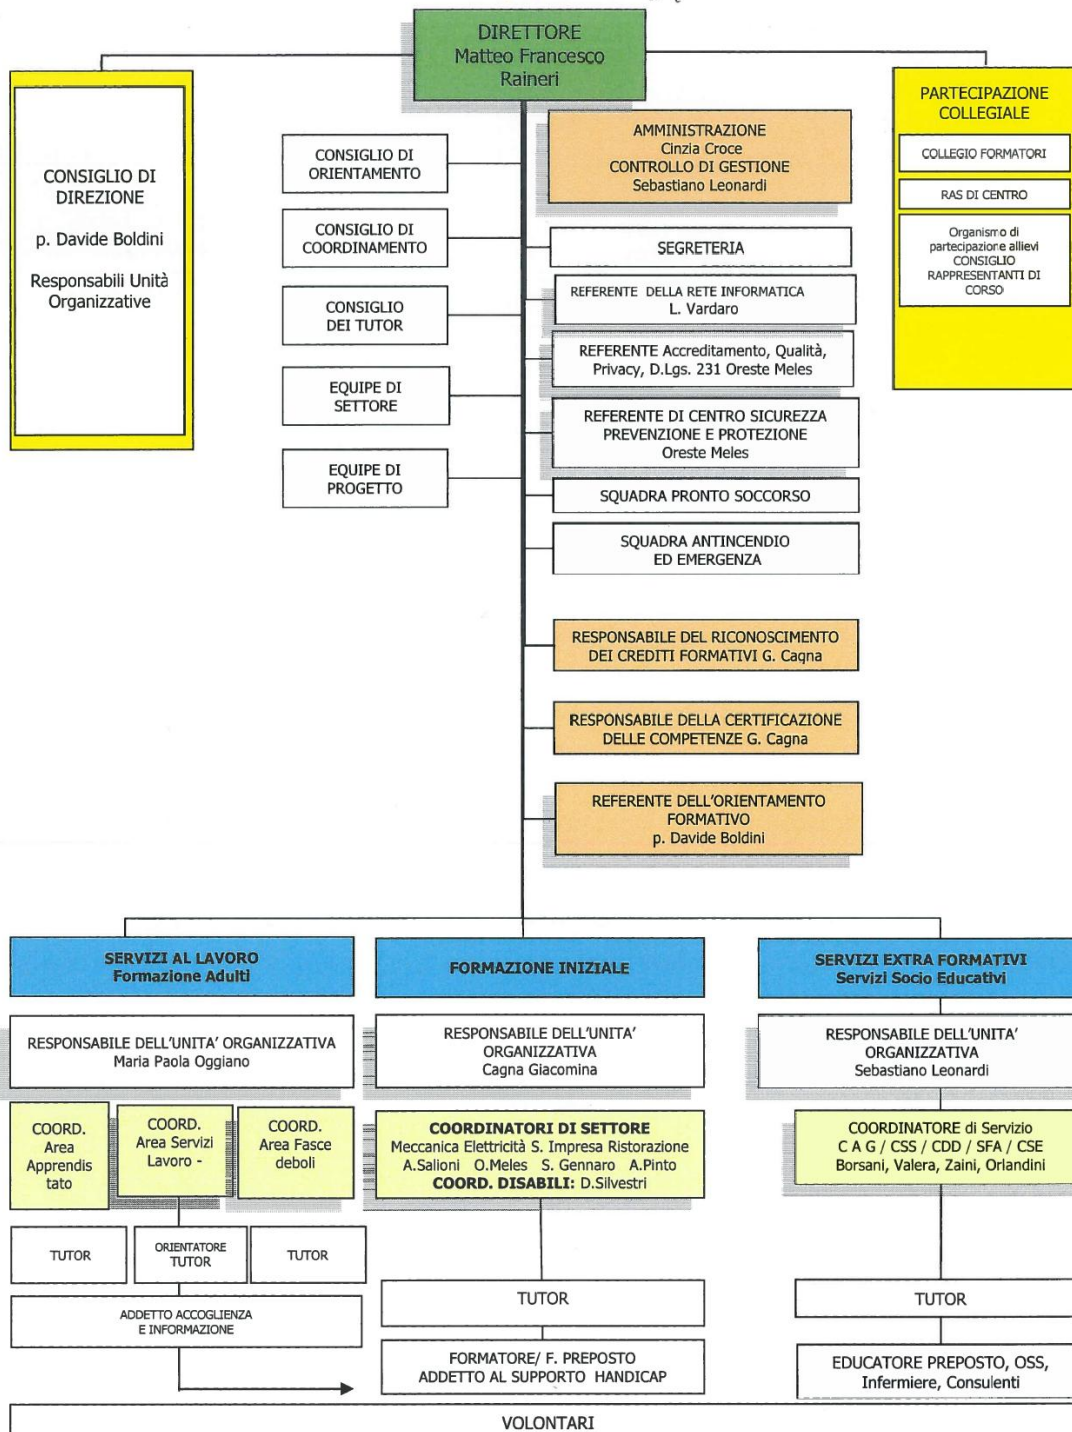 DIRETTORE
Matteo Francesco
Raineri
CONSIGLIO DI
DIREZIONE
p. Davide Boldini
Responsabili Unità
Organizzative
CONSIGLIO DI
ORIENTAMENTO
CONSIGLIO DI
COORDINAMENTO
CONSIGLIO
DEI TUTOR
EQUIPE DI
SETTORE
EQUIPE DI
PROGETTO
AMMINISTRAZIONE
Cinzia Croce
CONTROLLO DI GESTIONE
Sebastiano Leonardi
SEGRETERIA
REFERENTE DELLA RETE INFORMATICA
L. Vardaro
REFERENTE Accreditamento, Qualità,
Privacy, D.Lgs. 231 Oreste Meles
REFERENTE DI CENTRO SICUREZZA
PREVENZIONE E PROTEZIONE
Oreste Meles
SQUADRA PRONTO SOCCORSO
SQUADRA ANTINCENDIO
ED EMERGENZA
RESPONSABILE DEL RICONOSCIMENTO
DEI CREDITI FORMATIVI G. Cagna
RESPONSABILE DELLA CERTIFICAZIONE
DELLE COMPETENZE G. Cagna
REFERENTE DELL'ORIENTAMENTO
FORMATIVO
p. Davide Boldini
PARTECIPAZIONE
COLLEGIALE
COLLEGIO FORMATORI
RAS DI CENTRO
Organismo di
partecipazione allievi
CONSIGLIO
RAPPRESENTANTI DI
CORSO
SERVIZI AL LAVORO
Formazione Adulti
RESPONSABILE DELL'UNITA' ORGANIZZATIVA
Maria Paola Oggiano
COORD.
Area
Apprendis
tato
COORD.
Area Servizi
Lavoro -
COORD.
Area Fasce
deboli
TUTOR
ORIENTATORE
TUTOR
TUTOR
ADDETTO ACCOGLIENZA
E INFORMAZIONE
FORMAZIONE INIZIALE
RESPONSABILE DELL'UNITA'
ORGANIZZATIVA
Cagna Giacomina
COORDINATORI DI SETTORE
Meccanica Elettricità S. Impresa Ristorazione
A.Salioni O.Meles S. Gennaro A.Pinto
COORD. DISABILI: D.Silvestri
TUTOR
FORMATORE/ F. PREPOSTO
ADDETTO AL SUPPORTO HANDICAP
SERVIZI EXTRA FORMATIVI
Servizi Socio Educativi
RESPONSABILE DELL'UNITA'
ORGANIZZATIVA
Sebastiano Leonardi
COORDINATORE di Servizio
C A G / CSS / CDD / SFA / CSE
Borsani, Valera, Zaini, Orlandini
TUTOR
EDUCATORE PREPOSTO, OSS,
Infermiere, Consulenti
VOLONTARI